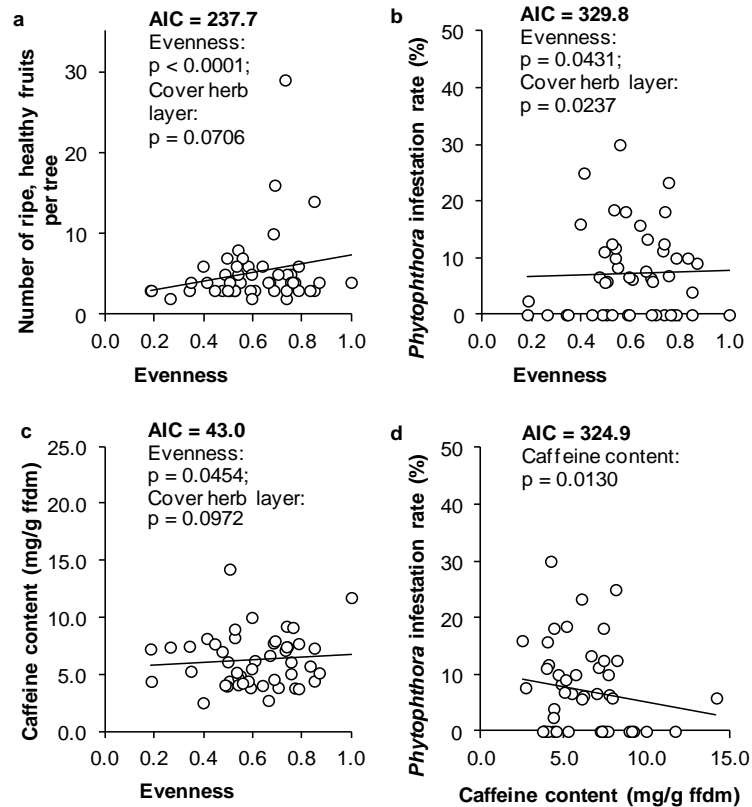 a
AIC = 237.7
Evenness:
p < 0.0001;
Cover herb
layer:
p = 0.0706
Number of ripe, healthy fruits
per tree
30
20
10
0
0.0 0.2 0.4 0.6 0.8 1.0
Evenness
b
AIC = 329.8
Evenness:
p = 0.0431;
Cover herb layer:
p = 0.0237
Phytophthora infestation rate (%)
50
40
30
20
10
0
0.0 0.2 0.4 0.6 0.8 1.0
Evenness
c
AIC = 43.0
Evenness:
p = 0.0454;
Cover herb layer:
p = 0.0972
Caffeine content (mg/g ffdm)
25.0
20.0
15.0
10.0
5.0
0.0
0.0 0.2 0.4 0.6 0.8 1.0
Evenness
d
AIC = 324.9
Caffeine content:
p = 0.0130
Phytophthora infestation rate (%)
50
40
30
20
10
0
0.0 5.0 10.0 15.0
Caffeine content (mg/g ffdm)